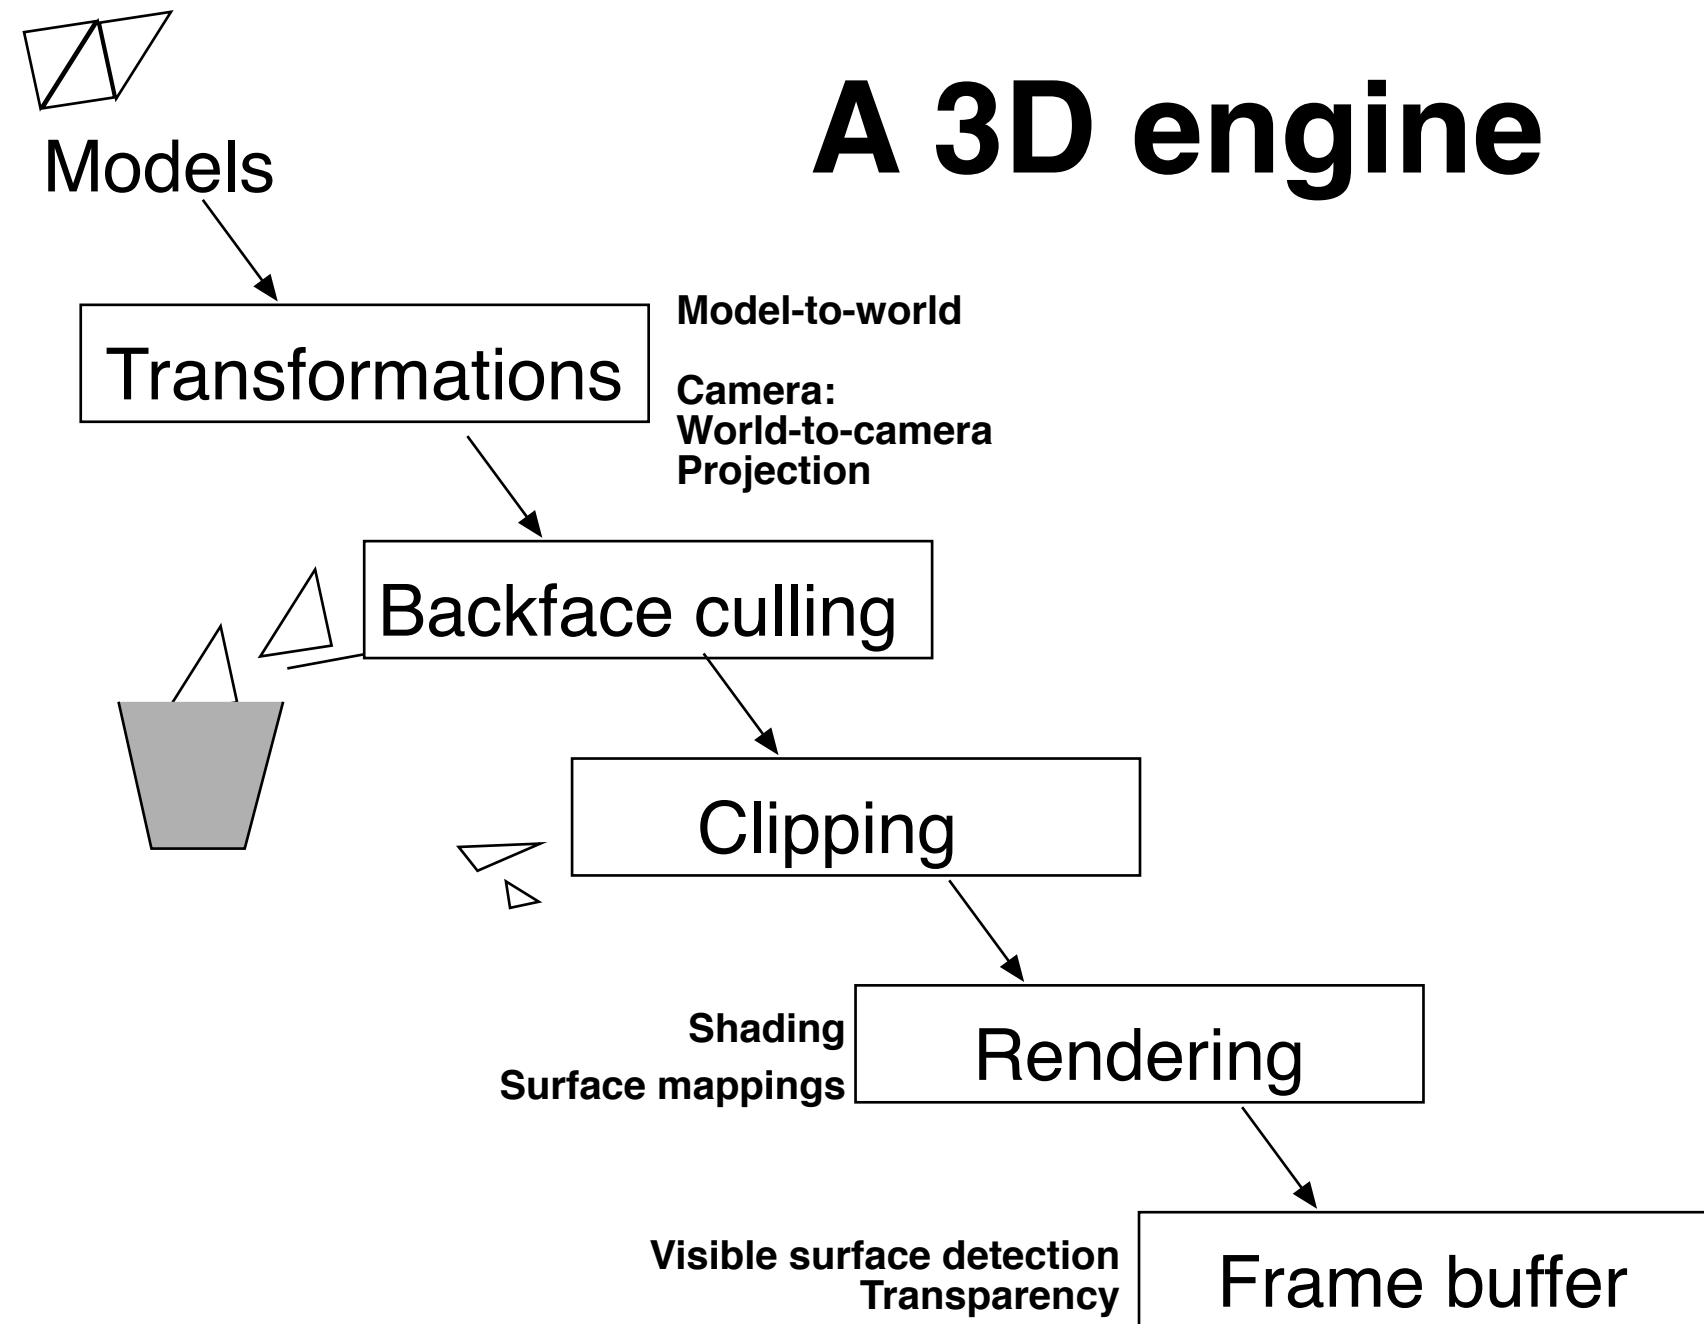 A 3D engine
Models
Transformations
Model-to-world
Camera:
World-to-camera
Projection
Backface culling
Clipping
Shading
Surface mappings
Rendering
Visible surface detection
Transparency
Frame buffer